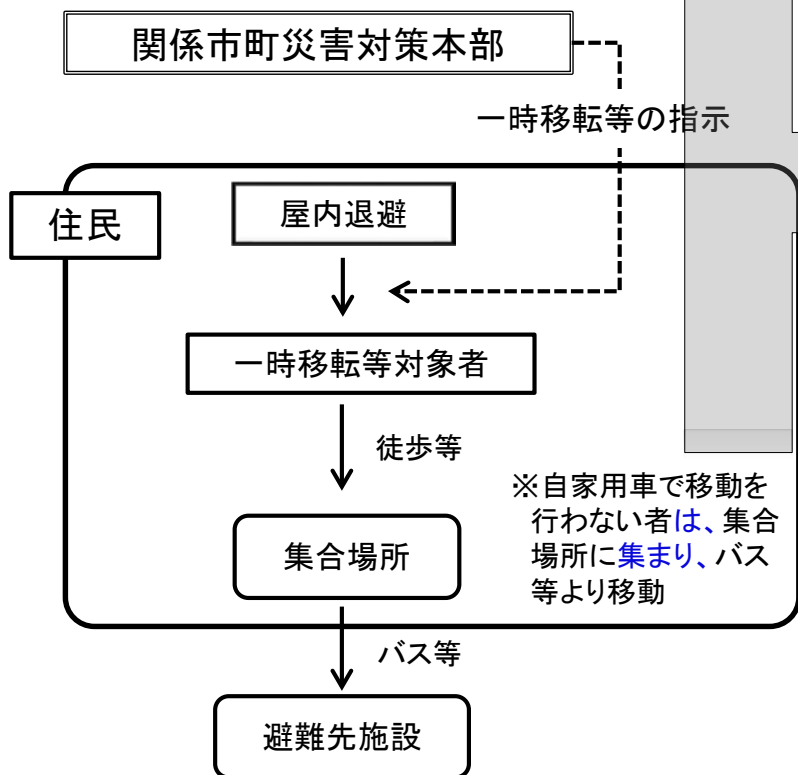 関係市町災害対策本部
一時移転等の指示
住民
屋内退避
一時移転等対象者
徒歩等
※自家用車で移動を
行わない者は、集合
場所に集まり、バス
等より移動
集合場所
バス等
避難先施設